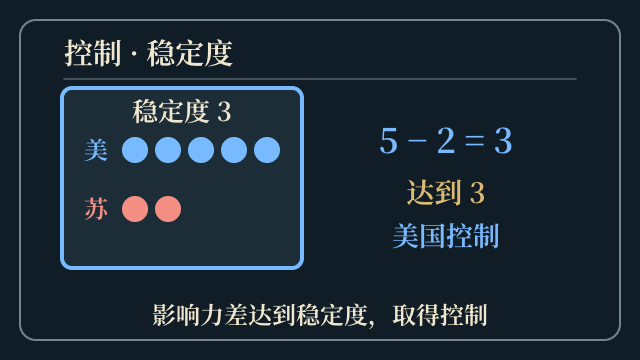 控制 · 稳定度
稳定度 3
美
苏
5 − 2 = 3
达到 3
美国控制
影响力差达到稳定度，取得控制